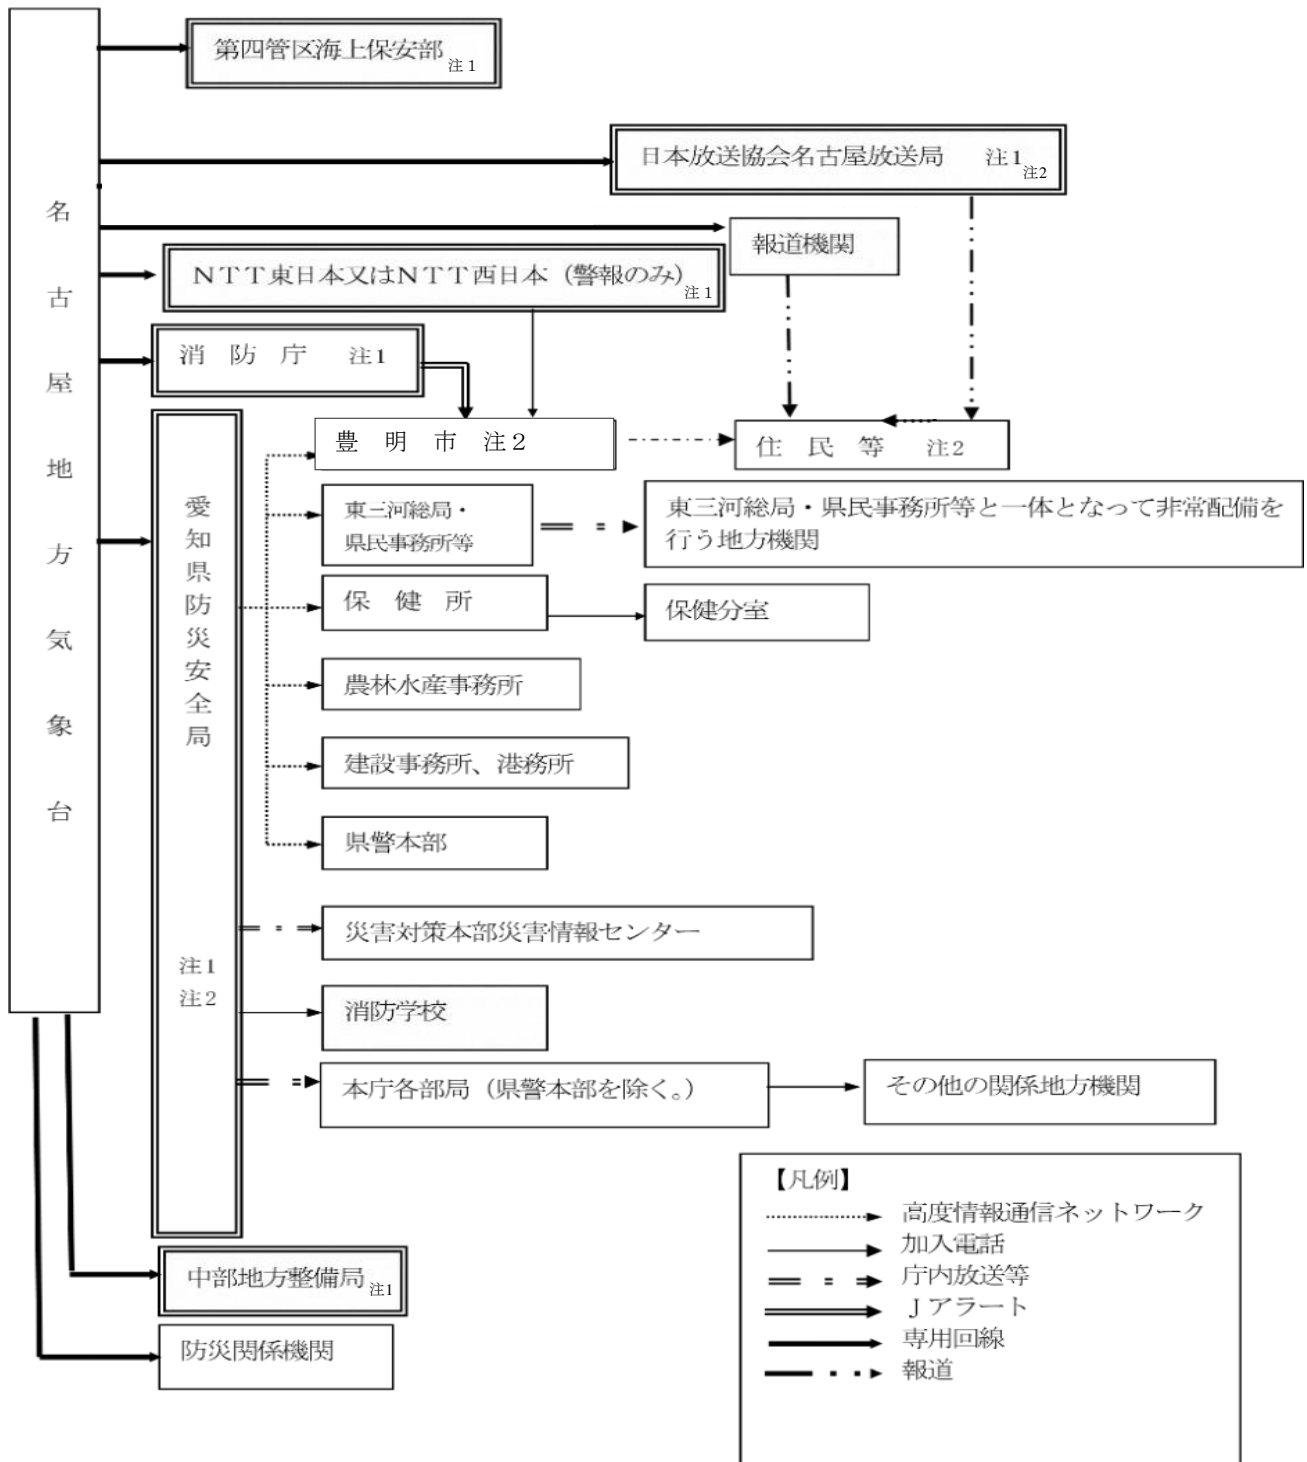 名古屋地方気象台
第四管区海上保安部 注1
日本放送協会名古屋放送局 注1 注2
報道機関
NTT東日本又はNTT西日本（警報のみ） 注1
消防庁 注1
豊明市 注2
住民等 注2
愛知県防災安全局
注1
注2
東三河総局・
県民事務所等
東三河総局・県民事務所等と一体となって非常配備を
行う地方機関
保健所
保健分室
農林水産事務所
建設事務所、港務所
県警本部
災害対策本部災害情報センター
消防学校
本庁各部局（県警本部を除く。）
その他の関係地方機関
中部地方整備局 注1
防災関係機関
【凡例】
高度情報通信ネットワーク
加入電話
庁内放送等
Jアラート
専用回線
報道